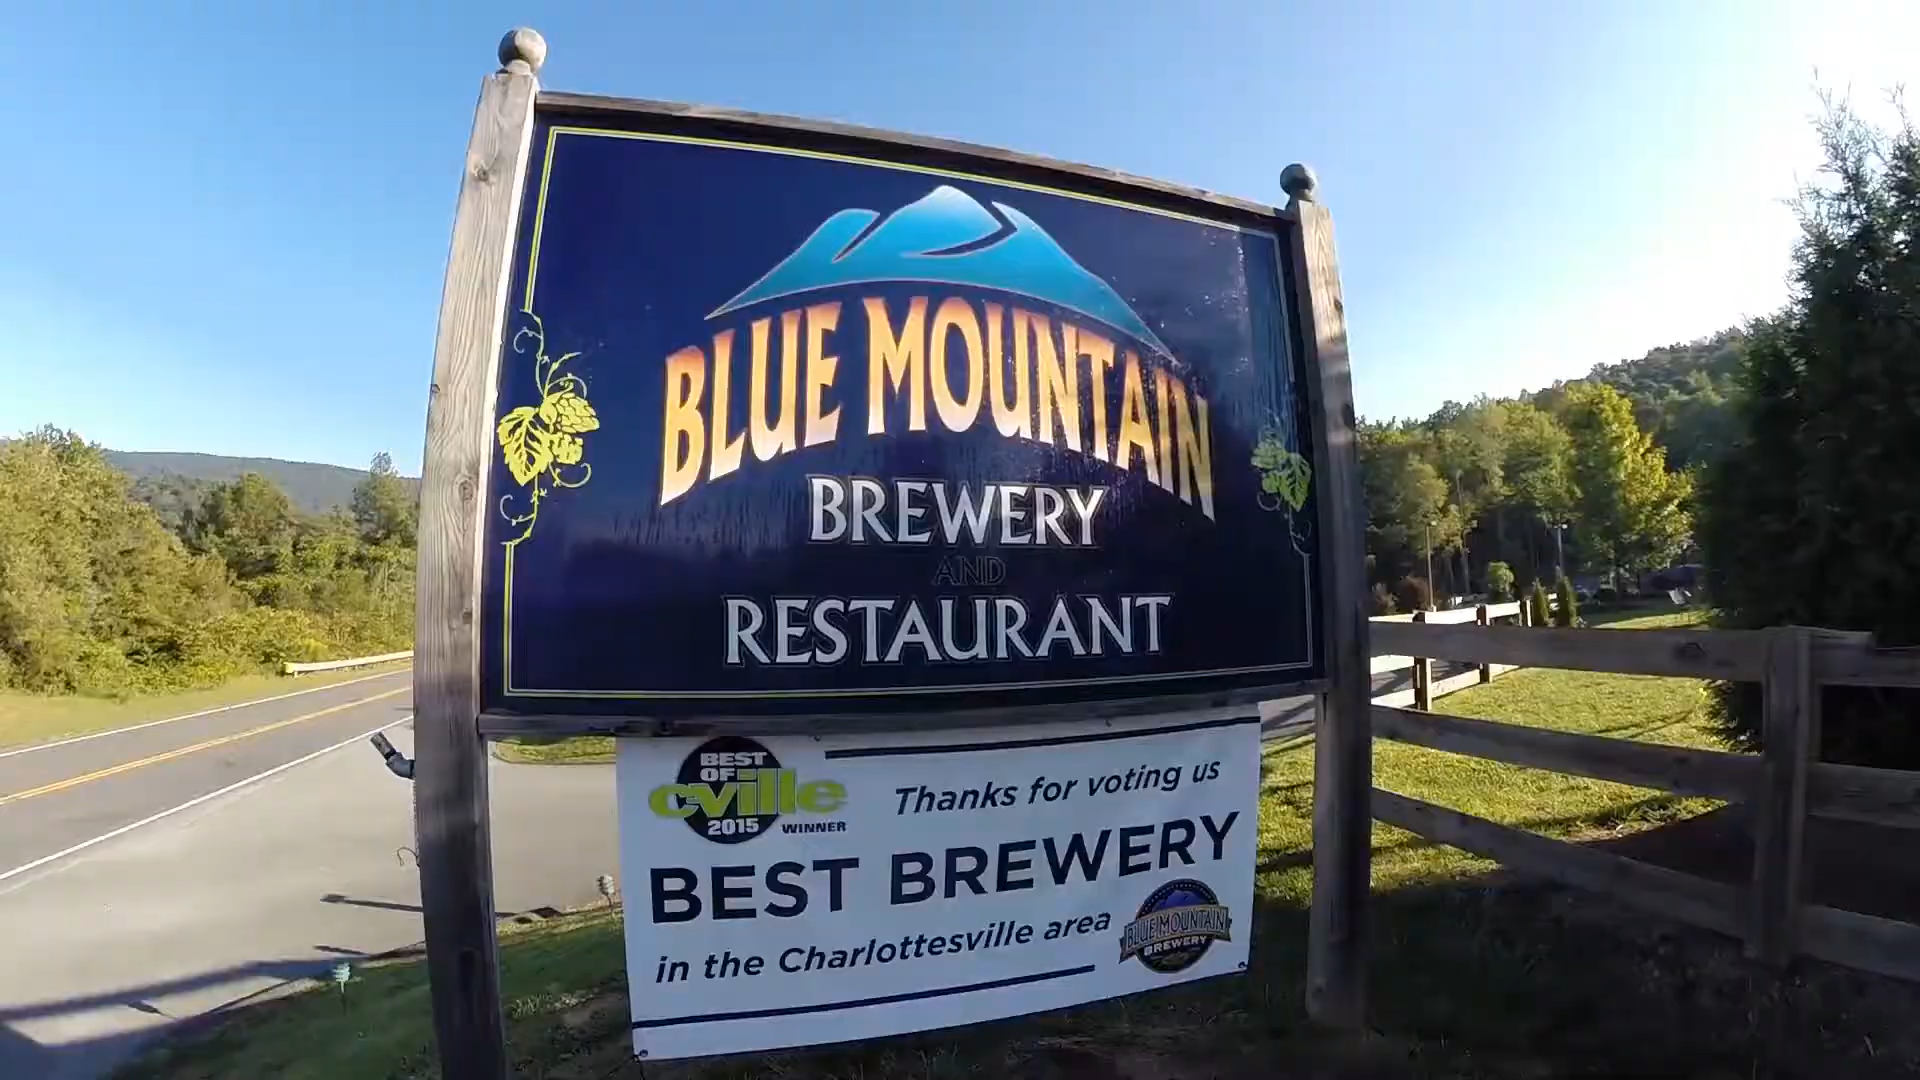 BLUE MOUNTAIN
BREWERY
AND
RESTAURANT
BEST
OF
c-ville
2015 WINNER
Thanks for voting us
BEST BREWERY
in the Charlottesville area
BLUE MOUNTAIN
BREWERY